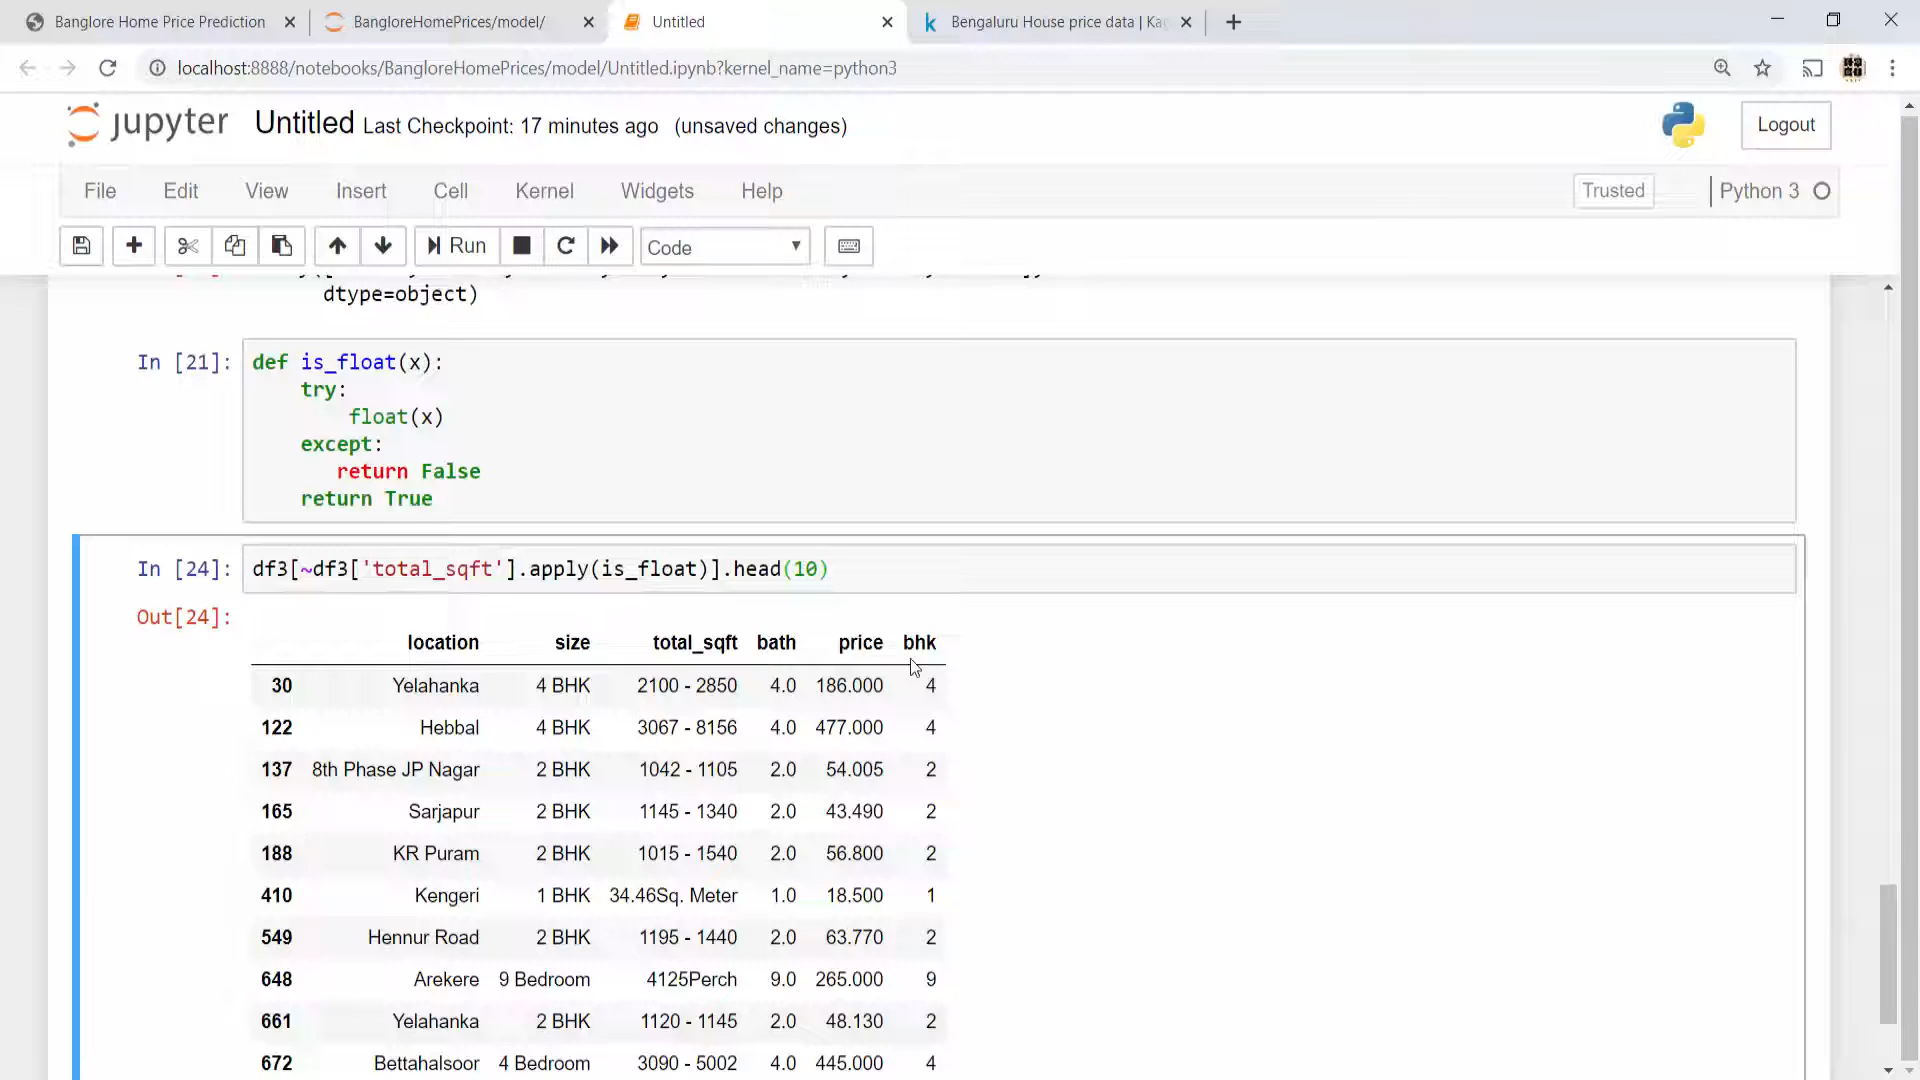 Banglore Home Price Prediction
BangloreHomePrices/model/
Untitled
Bengaluru House price data | Ka
localhost:8888/notebooks/BangloreHomePrices/model/Untitled.ipynb?kernel_name=python3
jupyter Untitled Last Checkpoint: 17 minutes ago (unsaved changes)
Logout
File Edit View Insert Cell Kernel Widgets Help
Trusted Python 3
Run Code
dtype=object)
In [21]: def is_float(x):
try:
float(x)
except:
return False
return True
In [24]: df3[~df3['total_sqft'].apply(is_float)].head(10)
Out[24]:
location size total_sqft bath price bhk
30 Yelahanka 4 BHK 2100 - 2850 4.0 186.000 4
122 Hebbal 4 BHK 3067 - 8156 4.0 477.000 4
137 8th Phase JP Nagar 2 BHK 1042 - 1105 2.0 54.005 2
165 Sarjapur 2 BHK 1145 - 1340 2.0 43.490 2
188 KR Puram 2 BHK 1015 - 1540 2.0 56.800 2
410 Kengeri 1 BHK 34.46Sq. Meter 1.0 18.500 1
549 Hennur Road 2 BHK 1195 - 1440 2.0 63.770 2
648 Arekere 9 Bedroom 4125Perch 9.0 265.000 9
661 Yelahanka 2 BHK 1120 - 1145 2.0 48.130 2
672 Bettahalsoor 4 Bedroom 3090 - 5002 4.0 445.000 4